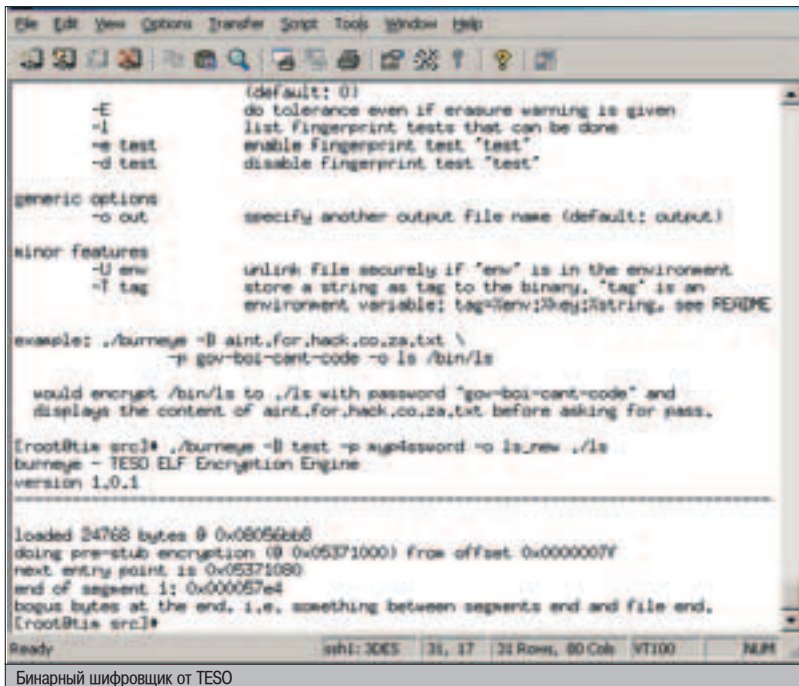 File Edit View Options Transfer Script Tools Window Help
(default: 0)
-E do tolerance even if erasure warning is given
-l list fingerprint tests that can be done
-e test enable fingerprint test "test"
-d test disable fingerprint test "test"
generic options
-o out specify another output file name (default: output)
minor features
-U env unlink file securely if "env" is in the environment
-T tag store a string as tag to the binary. "tag" is an
environment variable: tag=%env;%key;%string, see README
example: ./burneye -B aint.for.hack.co.za.txt \
-p gov-boi-cant-code -o ls /bin/ls
would encrypt /bin/ls to ./ls with password "gov-boi-cant-code" and
displays the content of aint.for.hack.co.za.txt before asking for pass.
[root@tim src]# ./burneye -B test -p myp4ssword -o ls_new ./ls
burneye - TESO ELF Encryption Engine
version 1.0.1
loaded 24768 bytes @ 0x08056bb8
doing pre-stub encryption (@ 0x05371000) from offset 0x0000007f
next entry point is 0x05371080
end of segment 1: 0x000057e4
bogus bytes at the end, i.e. something between segments end and file end.
[root@tim src]#
Ready ssh1: 3DES 31, 17 31 Rows, 80 Cols VT100 NUM
Бинарный шифровщик от TESO